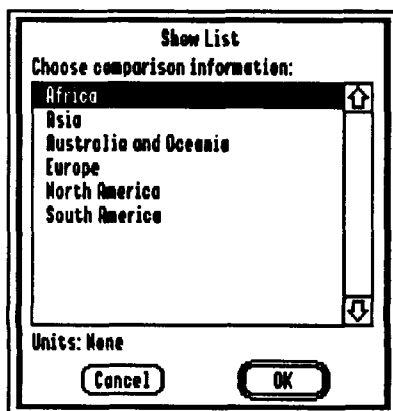 Show List
Choose comparison information:
Africa
Asia
Australia and Oceania
Europe
North America
South America
Units: None
Cancel
OK